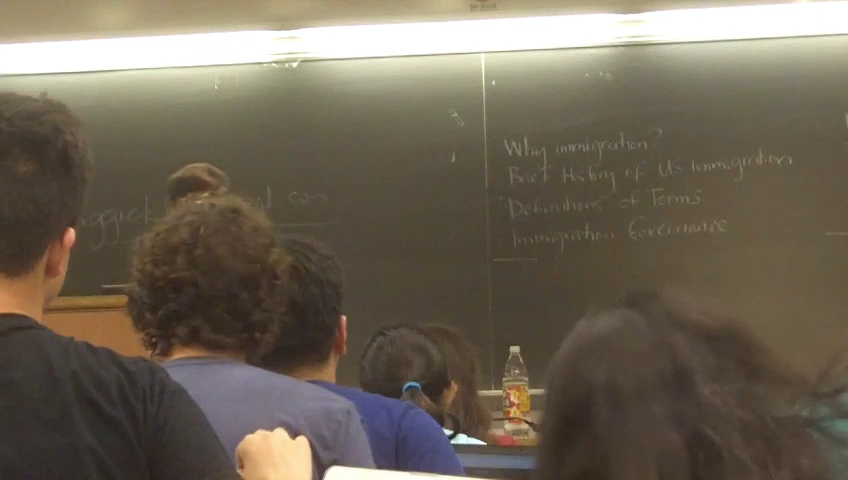 Why immigration?
Brief History of US Immigration
Definitions of Terms
Immigration Governance